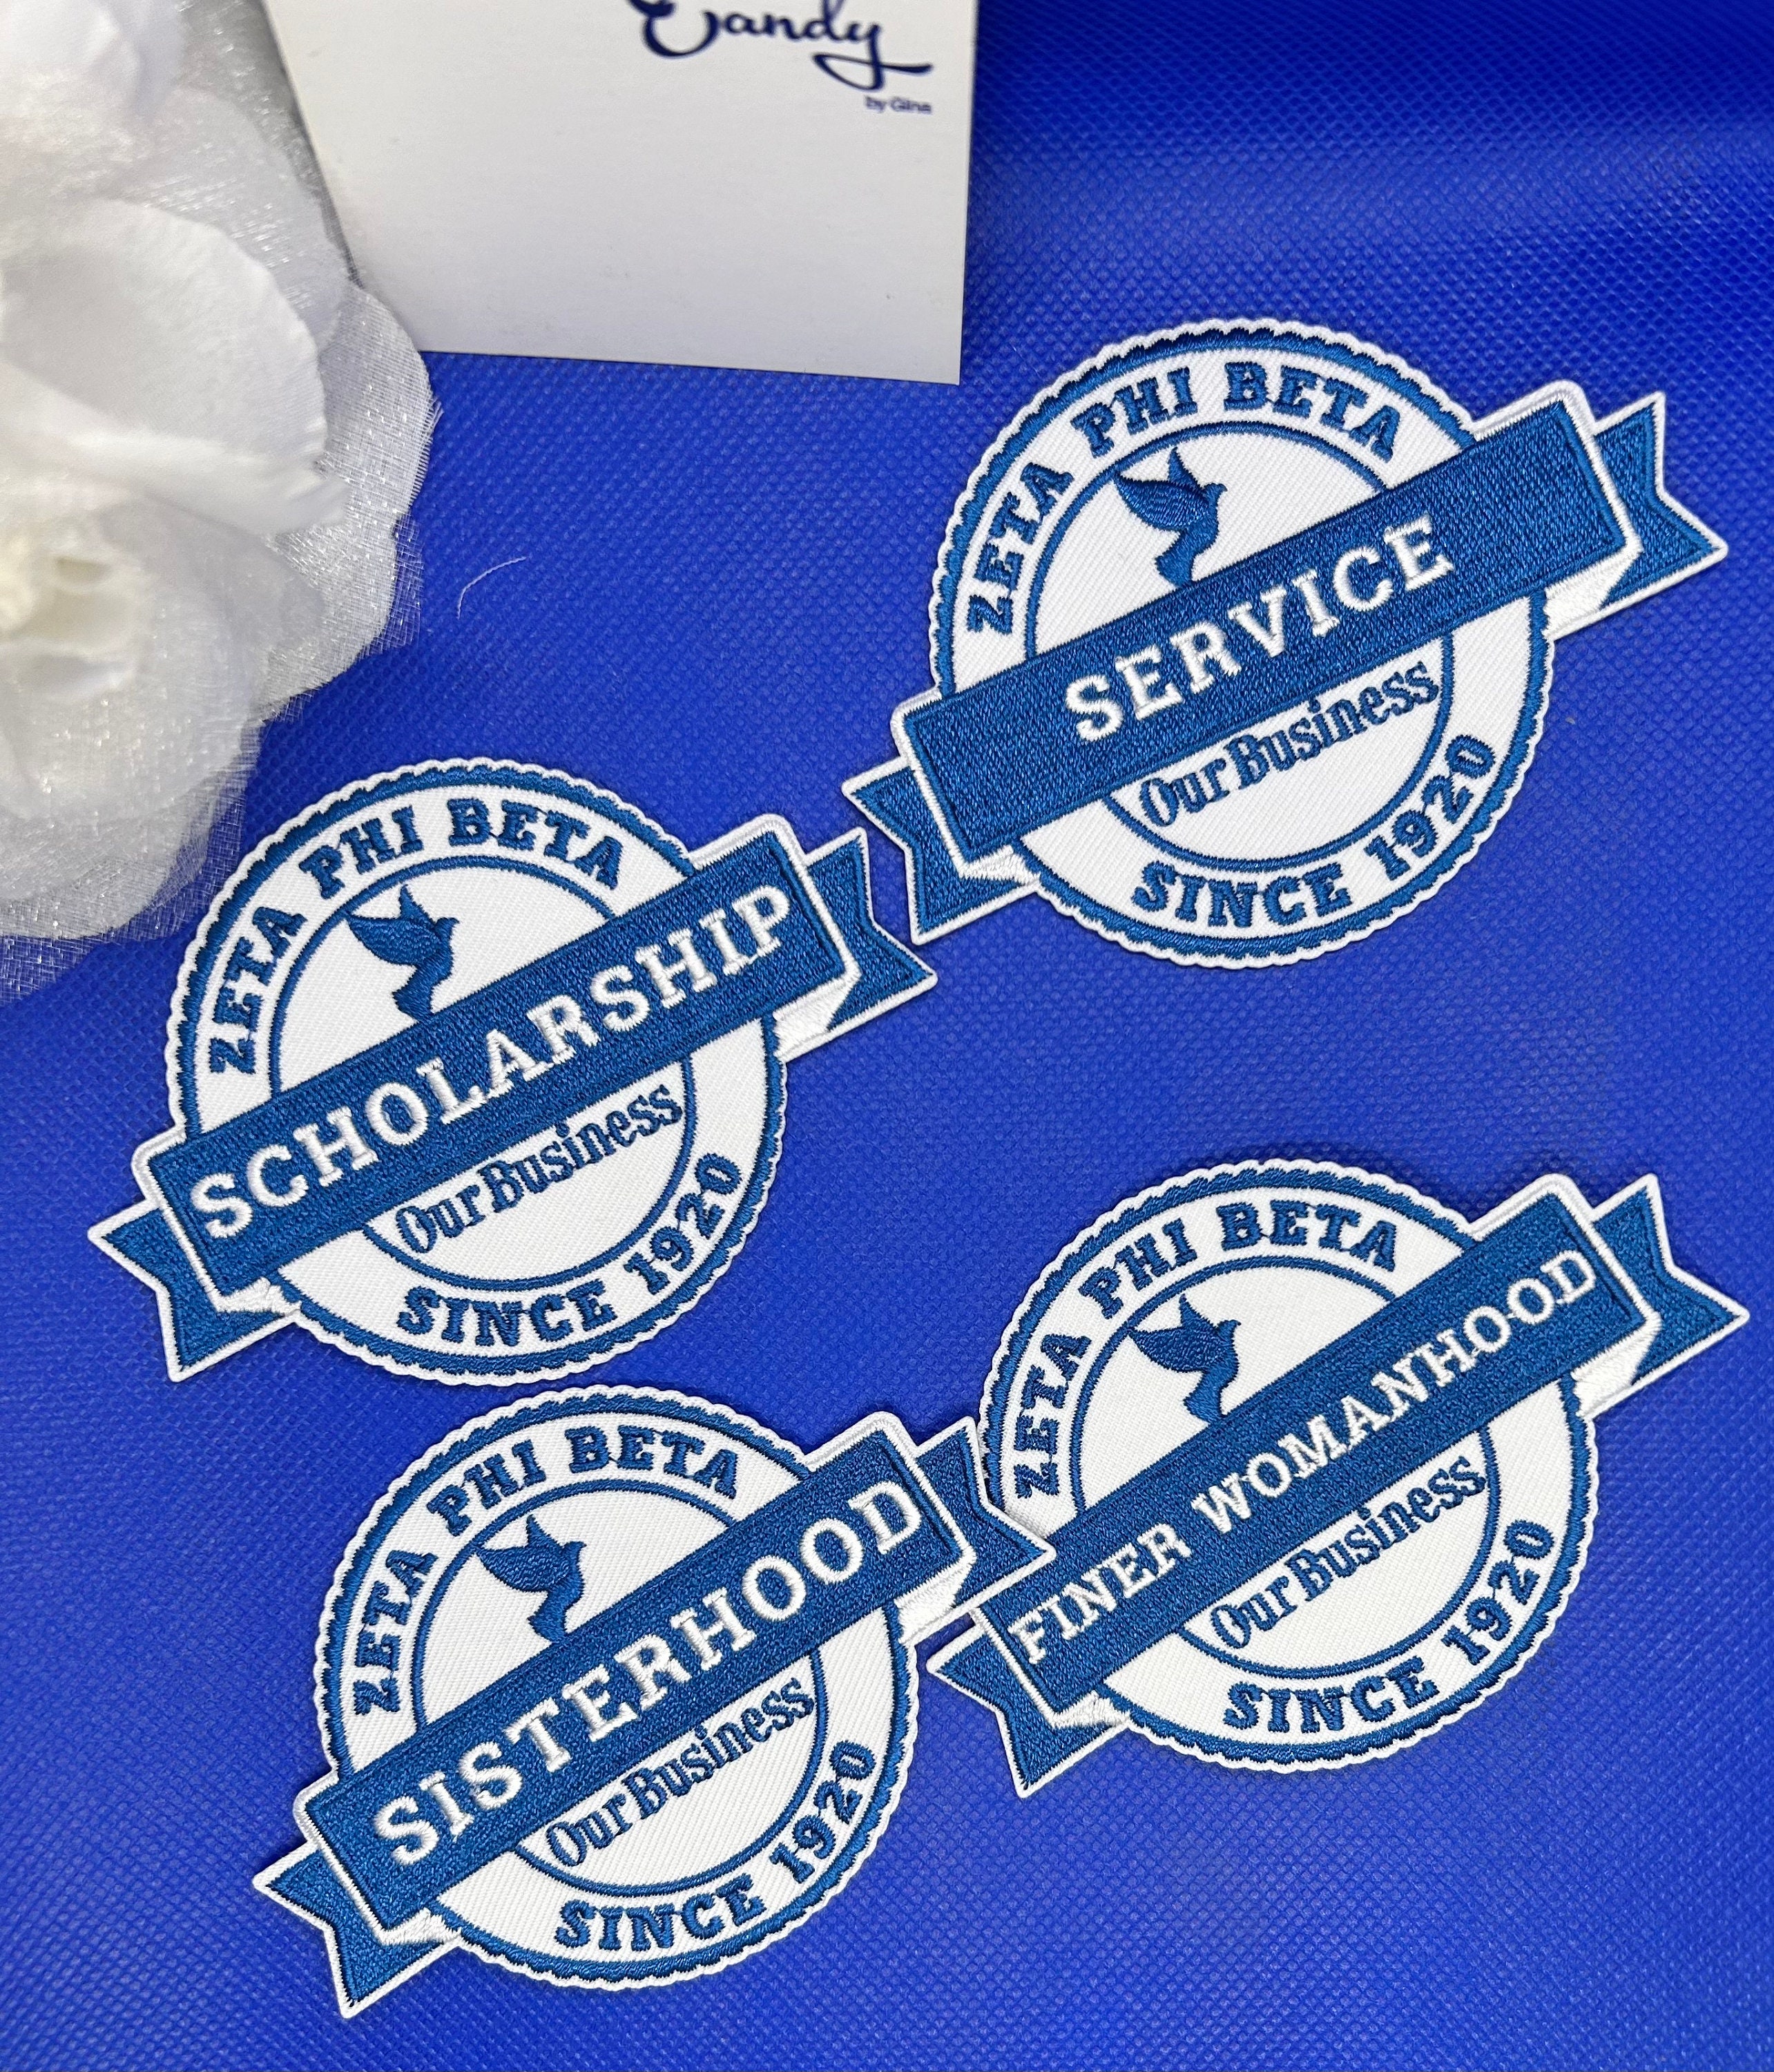 Candy
by Gina
ZETA PHI BETA
SERVICE
Our Business
SINCE 1920
ZETA PHI BETA
SCHOLARSHIP
Our Business
SINCE 1920
ZETA PHI BETA
FINER WOMANHOOD
Our Business
SINCE 1920
ZETA PHI BETA
SISTERHOOD
Our Business
SINCE 1920